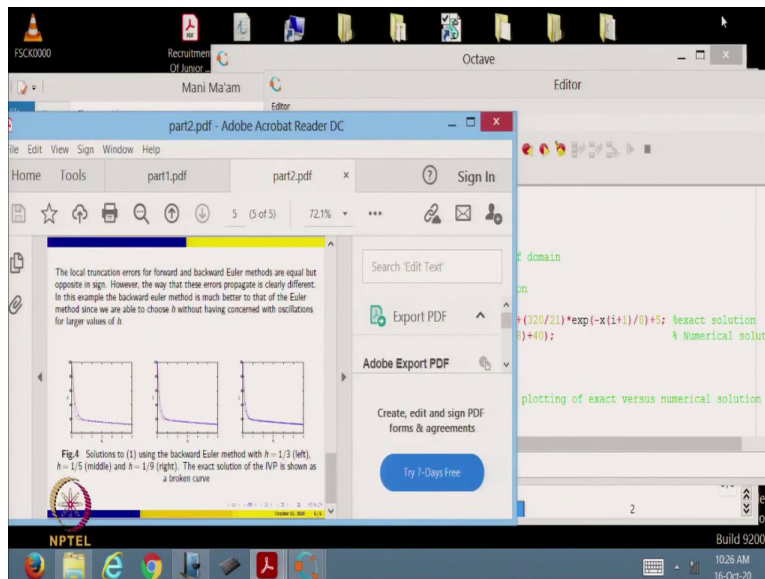 FSCK0000
Recruitmen
Of Junior ...
Octave
Mani Ma'am
Editor
Editor
part2.pdf - Adobe Acrobat Reader DC
ile Edit View Sign Window Help
Home Tools part1.pdf part2.pdf × Sign In
5 (5 of 5) 72.1%
The local truncation errors for forward and backward Euler methods are equal but
opposite in sign. However, the way that these errors propagate is clearly different.
In this example the backward euler method is much better to that of the Euler
method since we are able to choose h without having concerned with oscillations
for larger values of h.
Fig.4 Solutions to (1) using the backward Euler method with h = 1/3 (left),
h = 1/5 (middle) and h = 1/9 (right). The exact solution of the IVP is shown as
a broken curve
October 16, 2020 5/5
Search 'Edit Text'
Export PDF
Adobe Export PDF
Create, edit and sign PDF
forms & agreements
Try 7-Days Free
f domain
on
+(320/21)*exp(-x(i+1)/8)+5; %exact solution
)+40); % Numerical solut
plotting of exact versus numerical solution
2
NPTEL
Build 9200
10:26 AM
16-Oct-20